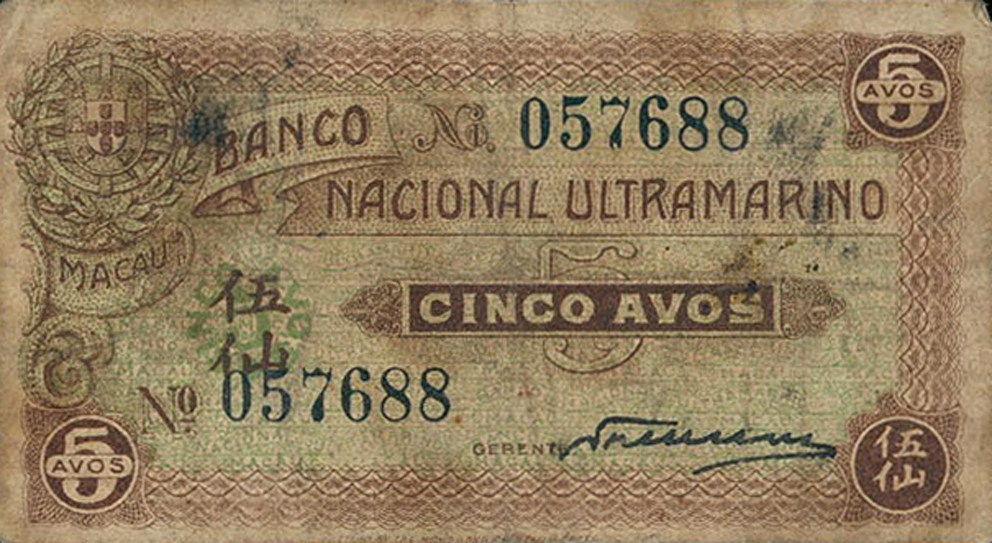 5
AVOS
BANCO
No. 057688
NACIONAL ULTRAMARINO
MACAU
5
CINCO AVOS
伍
仙
No 057688
5
AVOS
GERENTE
伍
仙